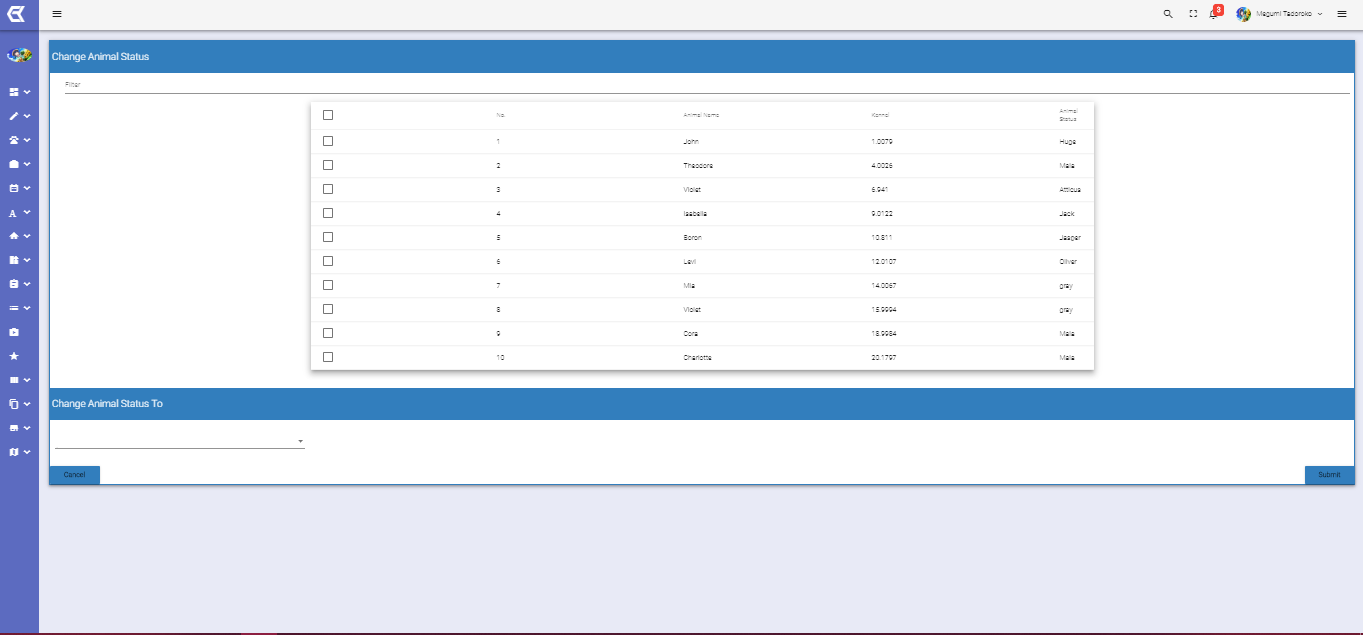 3 Megumi Tadoroko
Change Animal Status
Filter
No. Animal Name Kennel Animal Status
1 John 1.0079 Huge
2 Theodore 4.0026 Male
3 Violet 6.941 Atticus
4 Isabella 9.0122 Jack
5 Boron 10.811 Jasper
6 Levi 12.0107 Oliver
7 Mia 14.0067 gray
8 Violet 15.9994 gray
9 Cora 18.9984 Male
10 Charlotte 20.1797 Male
Change Animal Status To
Cancel Submit